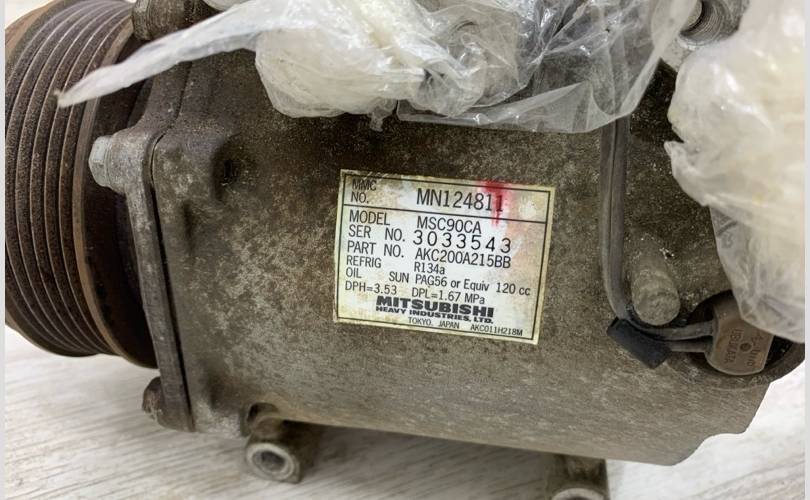 MMC
NO. MN124811
MODEL MSC90CA
SER NO. 3033543
PART NO. AKC200A215BB
REFRIG R134a
OIL SUN PAG56 or Equiv 120 cc
DPH=3.53 DPL=1.67 MPa
MITSUBISHI
HEAVY INDUSTRIES, LTD.
TOKYO. JAPAN AKC011H218M